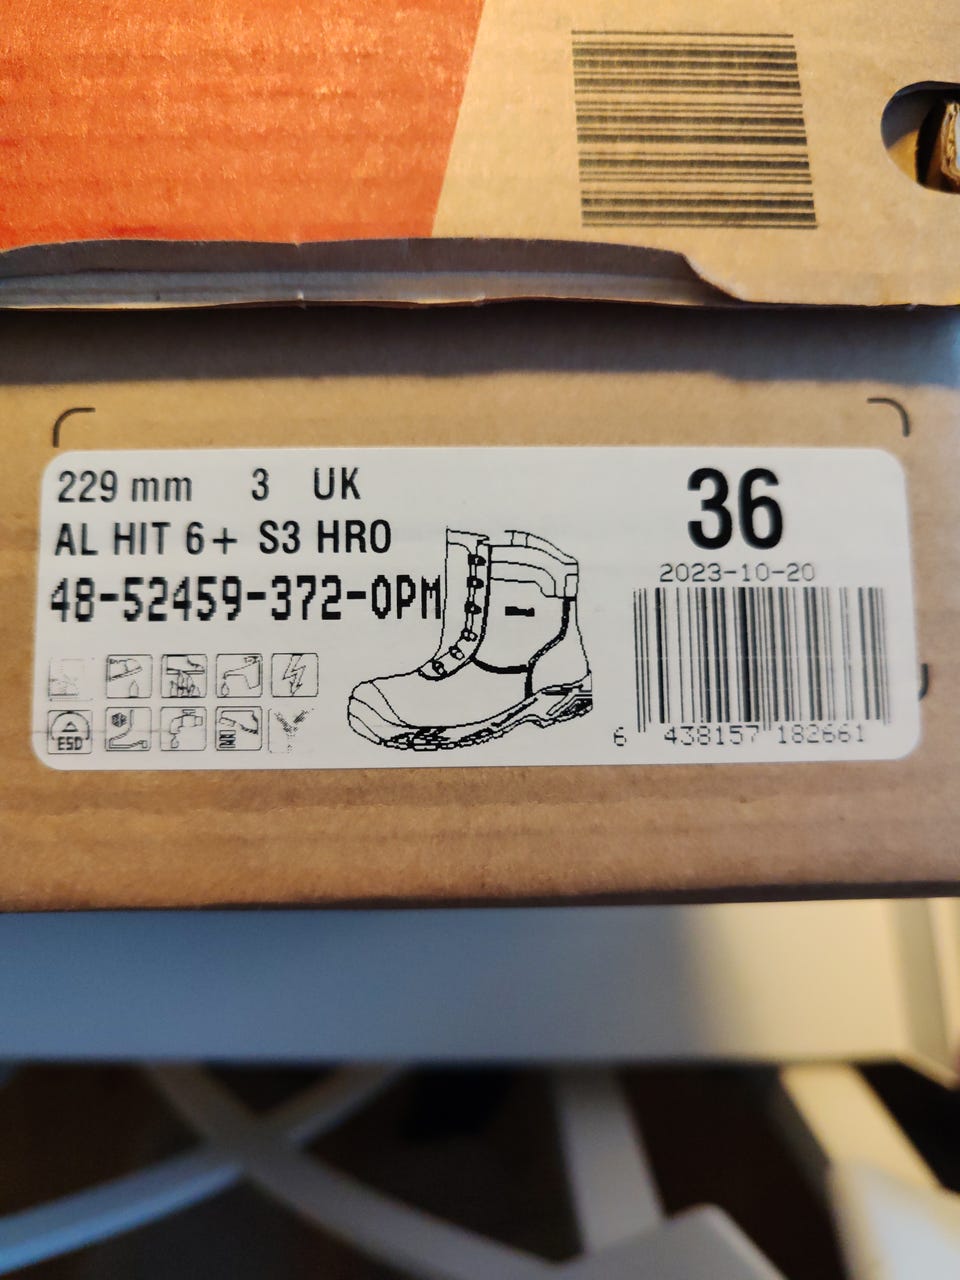 229 mm 3 UK
36
AL HIT 6+ S3 HRO
2023-10-20
48-52459-372-0PM
ESD
6 438157 182661